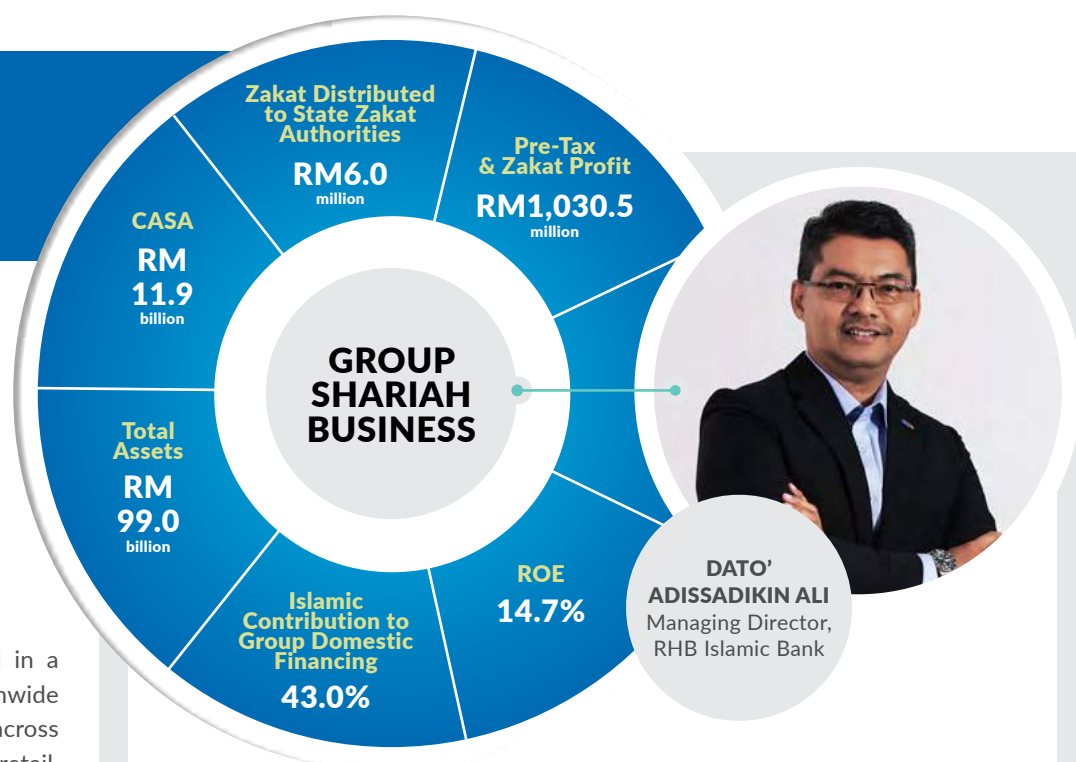 Zakat Distributed
to State Zakat
Authorities
RM6.0
million
Pre-Tax
& Zakat Profit
RM1,030.5
million
CASA
RM
11.9
billion
GROUP
SHARIAH
BUSINESS
Total
Assets
RM
99.0
billion
Islamic
Contribution to
Group Domestic
Financing
43.0%
ROE
14.7%
DATO’
ADISSADIKIN ALI
Managing Director,
RHB Islamic Bank
in a